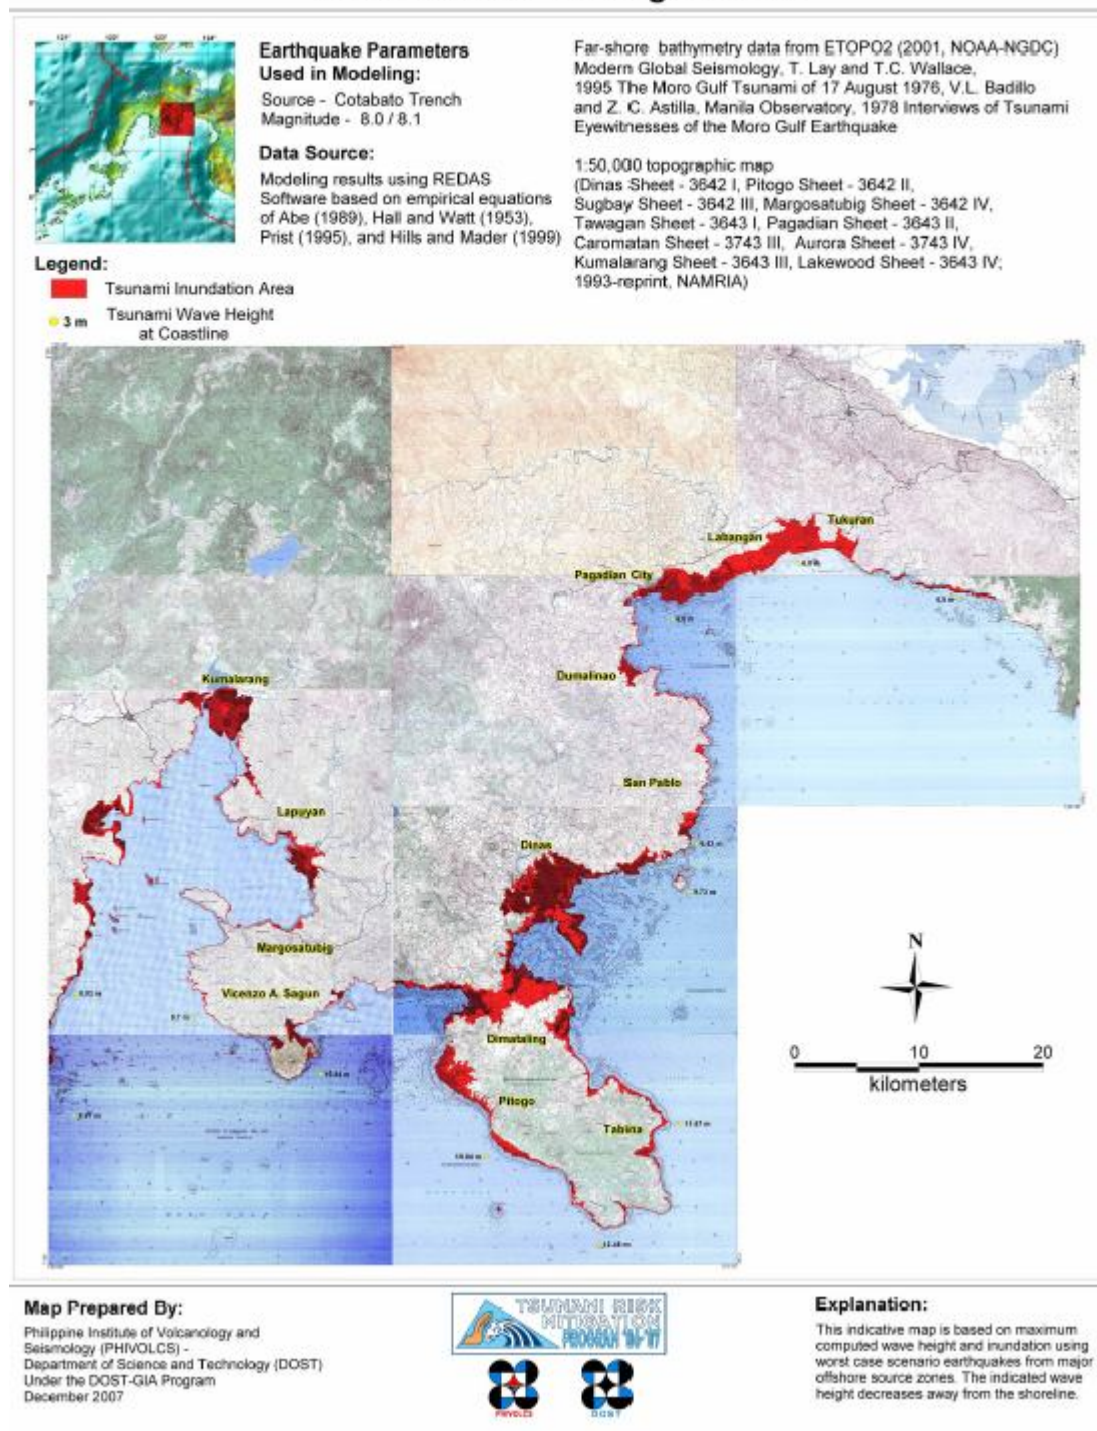 Earthquake Parameters
Used in Modeling:
Source - Cotabato Trench
Magnitude - 8.0 / 8.1
Data Source:
Modeling results using REDAS
Software based on empirical equations
of Abe (1989), Hall and Watt (1953),
Prist (1995), and Hills and Mader (1999)
Far-shore bathymetry data from ETOPO2 (2001, NOAA-NGDC)
Modern Global Seismology, T. Lay and T.C. Wallace,
1995 The Moro Gulf Tsunami of 17 August 1976, V.L. Badillo
and Z. C. Astilla, Manila Observatory, 1978 Interviews of Tsunami
Eyewitnesses of the Moro Gulf Earthquake
1:50,000 topographic map
(Dinas Sheet - 3642 I, Pitogo Sheet - 3642 II,
Sugbay Sheet - 3642 III, Margosatubig Sheet - 3642 IV,
Tawagan Sheet - 3643 I, Pagadian Sheet - 3643 II,
Caromatan Sheet - 3743 III, Aurora Sheet - 3743 IV,
Kumalarang Sheet - 3643 III, Lakewood Sheet - 3643 IV;
1993-reprint, NAMRIA)
Legend:
Tsunami Inundation Area
3 m Tsunami Wave Height
at Coastline
Tukuran
Labangan
Pagadian City
Dumalinao
Kumalarang
San Pablo
Lapuyan
Dinas
Margosatubig
Vicenzo A. Sagun
Dimataling
Pitogo
Tabina
N
0 10 20
kilometers
Map Prepared By:
Philippine Institute of Volcanology and
Seismology (PHIVOLCS) -
Department of Science and Technology (DOST)
Under the DOST-GIA Program
December 2007
TSUNAMI RISK
MITIGATION
PROGRAM '06-'07
PHIVOLCS
DOST
Explanation:
This indicative map is based on maximum
computed wave height and inundation using
worst case scenario earthquakes from major
offshore source zones. The indicated wave
height decreases away from the shoreline.